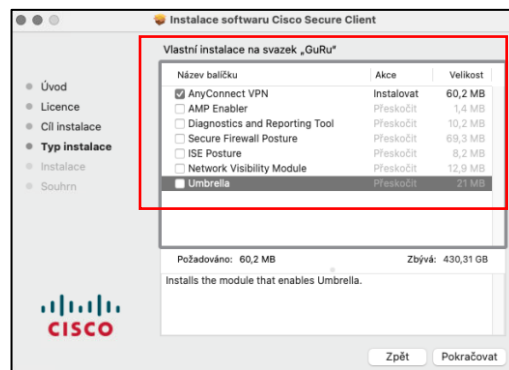 Instalace softwaru Cisco Secure Client
Vlastní instalace na svazek „GuRu“
Úvod
Licence
Cíl instalace
Typ instalace
Instalace
Souhrn
Název balíčku Akce Velikost
AnyConnect VPN Instalovat 60,2 MB
AMP Enabler Přeskočit 1,4 MB
Diagnostics and Reporting Tool Přeskočit 10,2 MB
Secure Firewall Posture Přeskočit 69,3 MB
ISE Posture Přeskočit 8,2 MB
Network Visibility Module Přeskočit 12,9 MB
Umbrella Přeskočit 21 MB
Požadováno: 60,2 MB Zbývá: 430,31 GB
Installs the module that enables Umbrella.
CISCO
Zpět Pokračovat